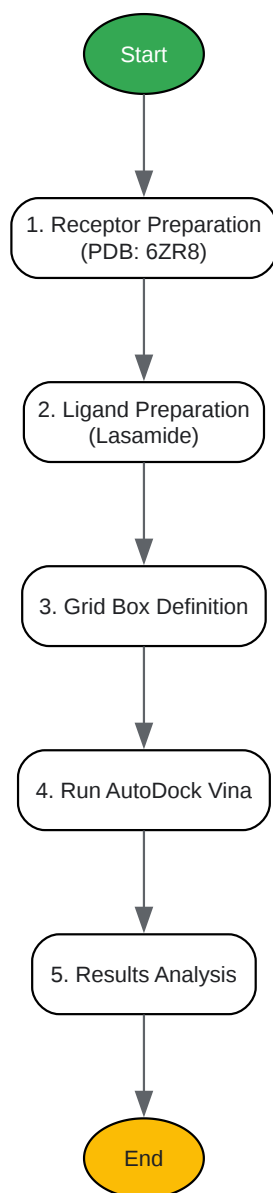 Start
1. Receptor Preparation
(PDB: 6ZR8)
2. Ligand Preparation
(Lasamide)
3. Grid Box Definition
4. Run AutoDock Vina
5. Results Analysis
End